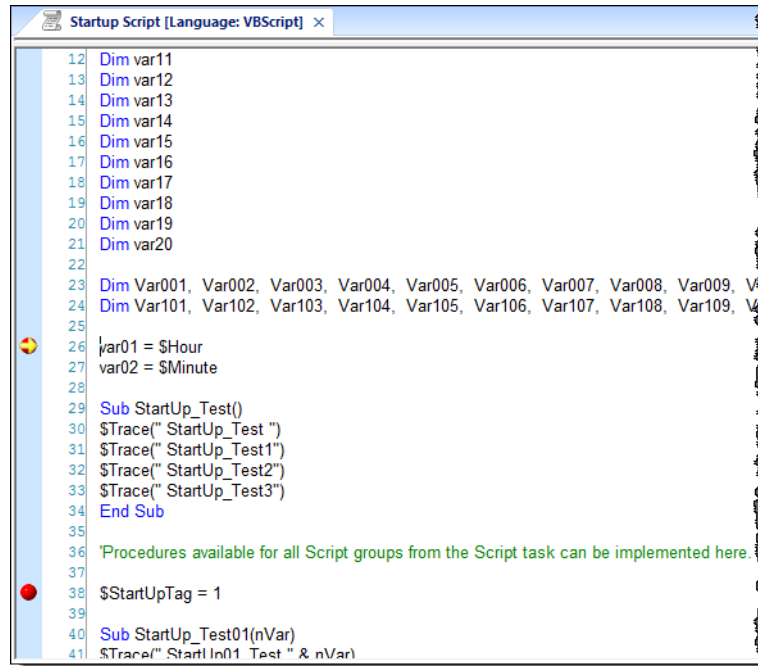 Startup Script [Language: VBScript] ×
12 Dim var11
13 Dim var12
14 Dim var13
15 Dim var14
16 Dim var15
17 Dim var16
18 Dim var17
19 Dim var18
20 Dim var19
21 Dim var20
22
23 Dim Var001, Var002, Var003, Var004, Var005, Var006, Var007, Var008, Var009,
24 Dim Var101, Var102, Var103, Var104, Var105, Var106, Var107, Var108, Var109,
25
26 var01 = $Hour
27 var02 = $Minute
28
29 Sub StartUp_Test()
30 $Trace(" StartUp_Test ")
31 $Trace(" StartUp_Test1")
32 $Trace(" StartUp_Test2")
33 $Trace(" StartUp_Test3")
34 End Sub
35
36 'Procedures available for all Script groups from the Script task can be implemented here.
37
38 $StartUpTag = 1
39
40 Sub StartUp_Test01(nVar)
41 $Trace(" StartUp01_Test " & nVar)